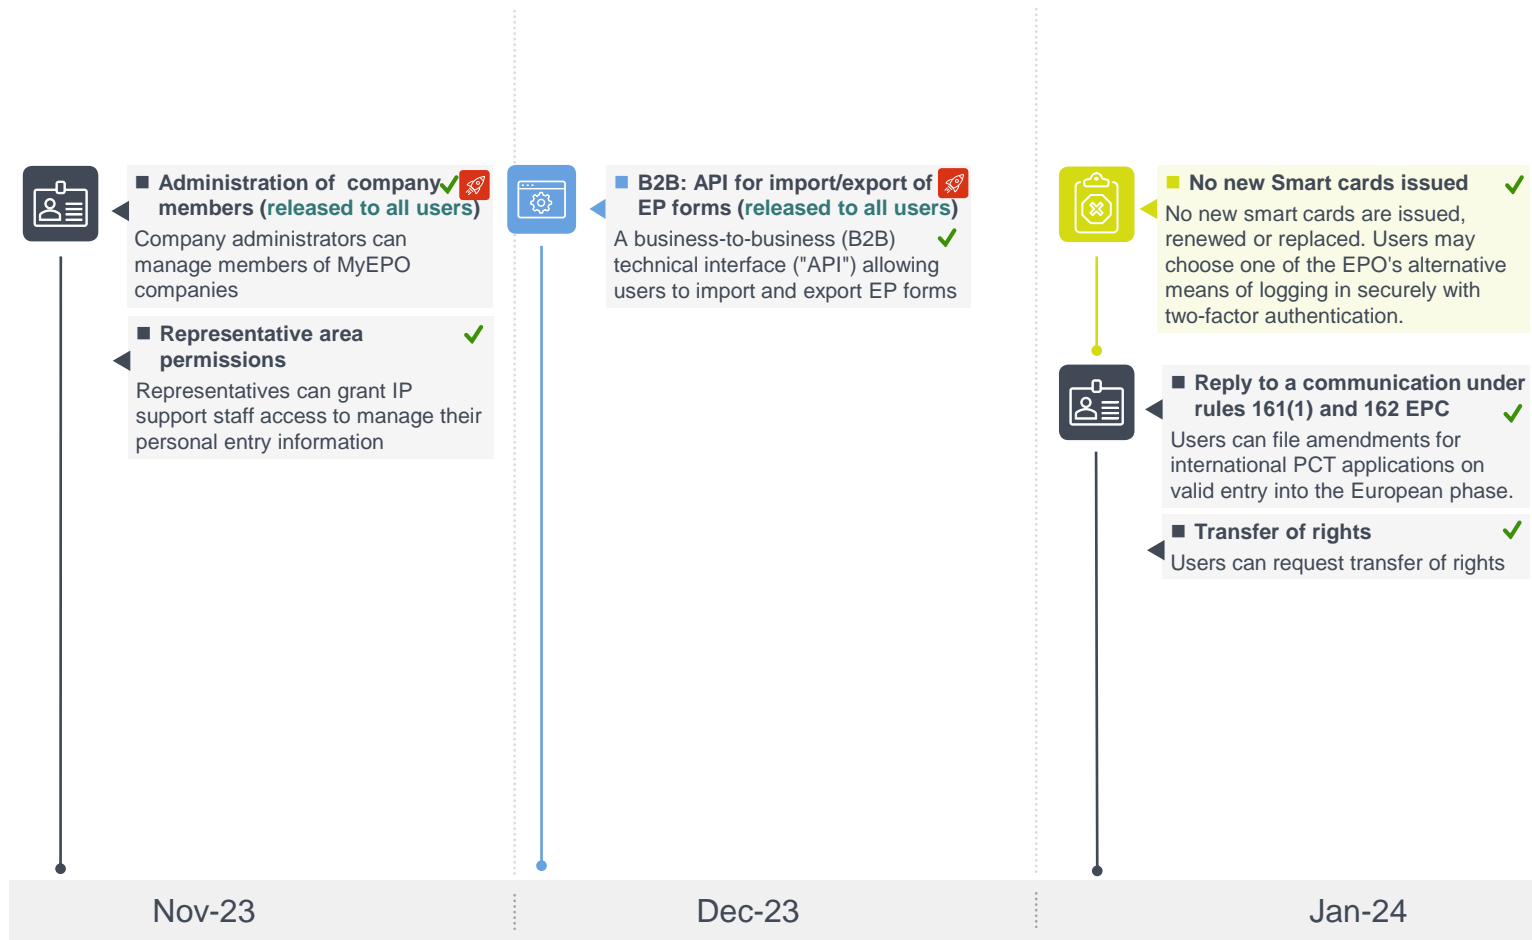 Administration of company
members (released to all users)
Company administrators can
manage members of MyEPO
companies
Representative area
permissions
Representatives can grant IP
support staff access to manage their
personal entry information
B2B: API for import/export of
EP forms (released to all users)
A business-to-business (B2B)
technical interface ("API") allowing
users to import and export EP forms
No new Smart cards issued
No new smart cards are issued,
renewed or replaced. Users may
choose one of the EPO's alternative
means of logging in securely with
two-factor authentication.
Reply to a communication under
rules 161(1) and 162 EPC
Users can file amendments for
international PCT applications on
valid entry into the European phase.
Transfer of rights
Users can request transfer of rights
Nov-23
Dec-23
Jan-24